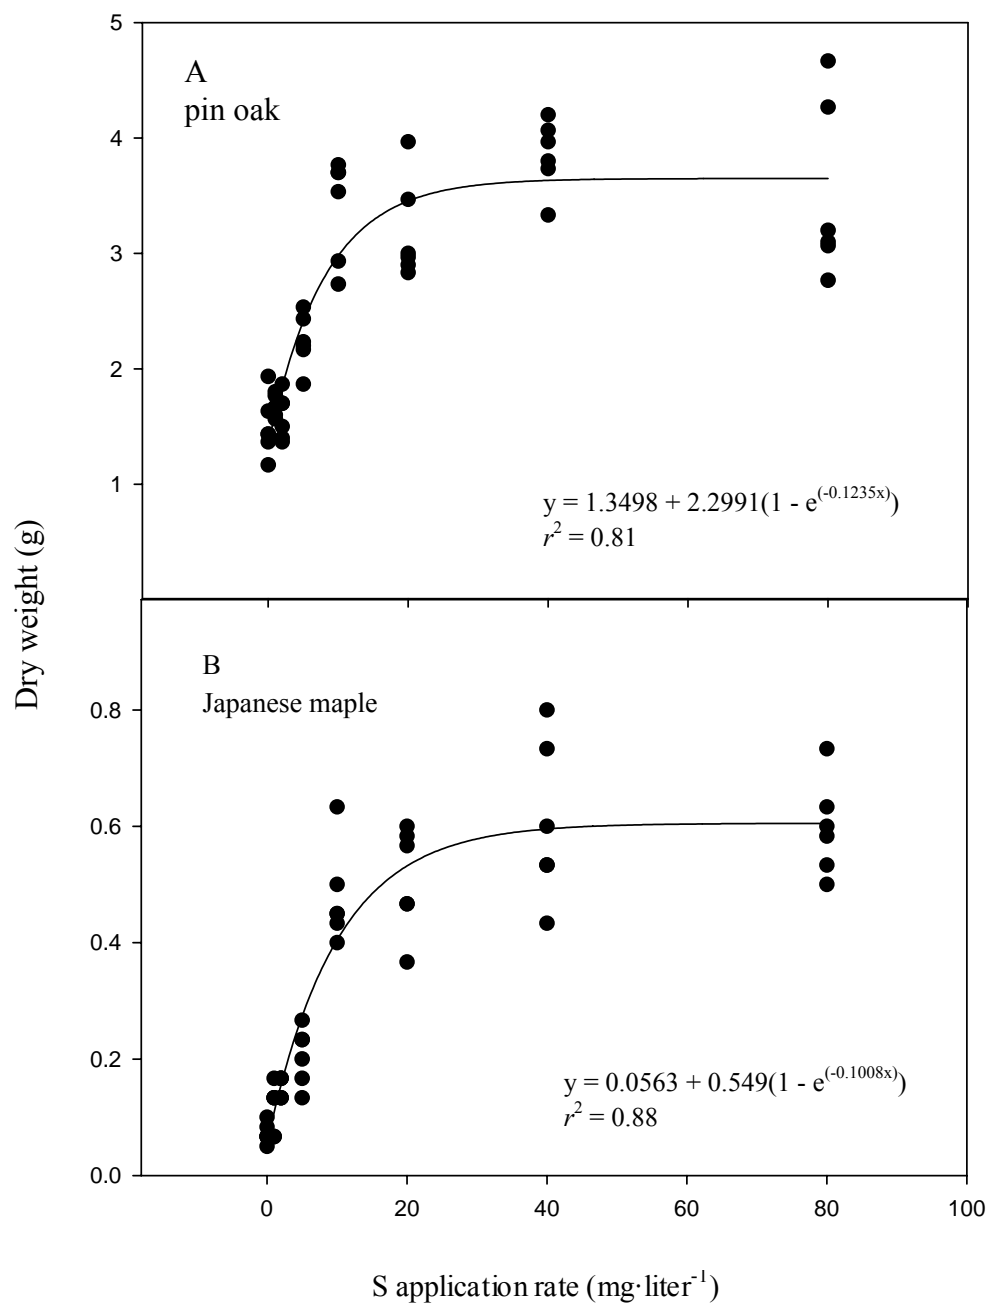 5
A
pin oak
4
3
2
1
y = 1.3498 + 2.2991(1 - e^(-0.1235x))
r² = 0.81
Dry weight (g)
B
Japanese maple
0.8
0.6
0.4
0.2
y = 0.0563 + 0.549(1 - e^(-0.1008x))
r² = 0.88
0.0
0 20 40 60 80 100
S application rate (mg·liter⁻¹)